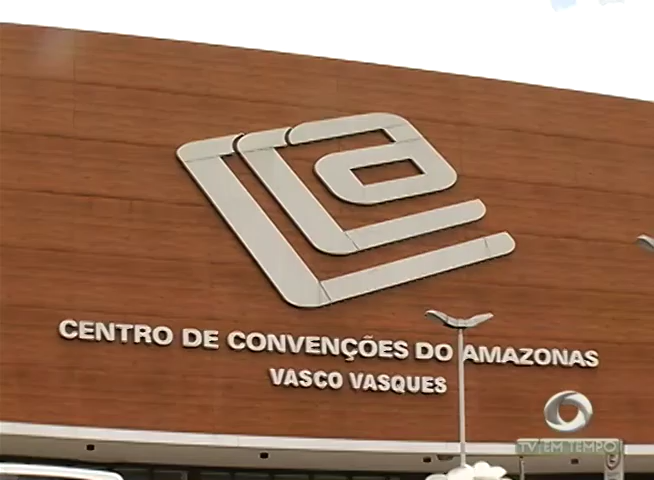 CENTRO DE CONVENÇÕES DO AMAZONAS
VASCO VASQUES
TV EM TEMPO